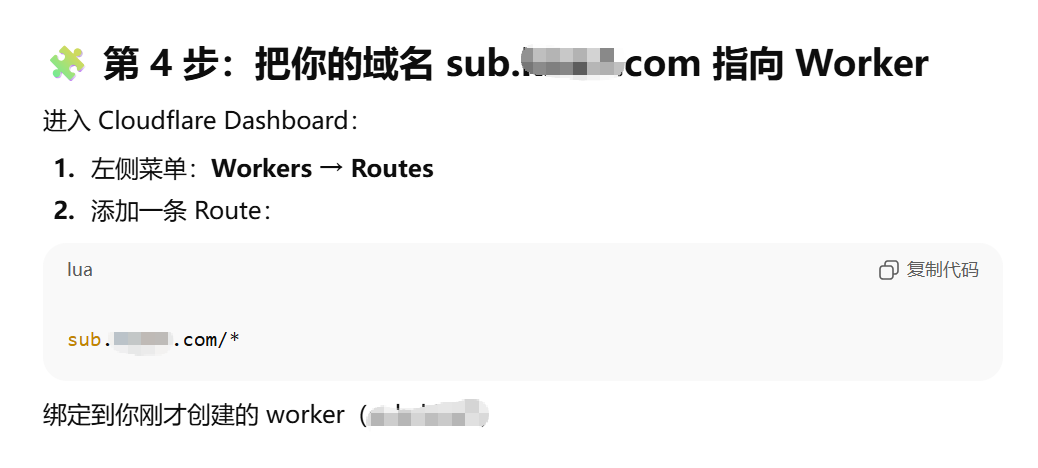 第 4 步：把你的域名 sub. .com 指向 Worker
进入 Cloudflare Dashboard：
1. 左侧菜单：Workers → Routes
2. 添加一条 Route：
lua 复制代码
sub. .com/*
绑定到你刚才创建的 worker（